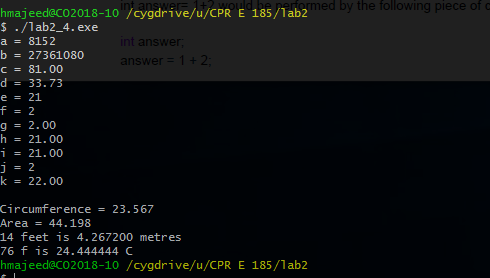 int answer= 1+2 would be performed by the following piece of
hmajeed@CO2018-10 /cygdrive/u/CPR E 185/lab2
$ ./lab2_4.exe
a = 8152
int answer;
b = 27361080
c = 81.00
answer = 1 + 2;
d = 33.73
e = 21
f = 2
g = 2.00
h = 21.00
i = 21.00
j = 2
k = 22.00
Circumference = 23.567
Area = 44.198
14 feet is 4.267200 metres
76 f is 24.444444 C
hmajeed@CO2018-10 /cygdrive/u/CPR E 185/lab2
$